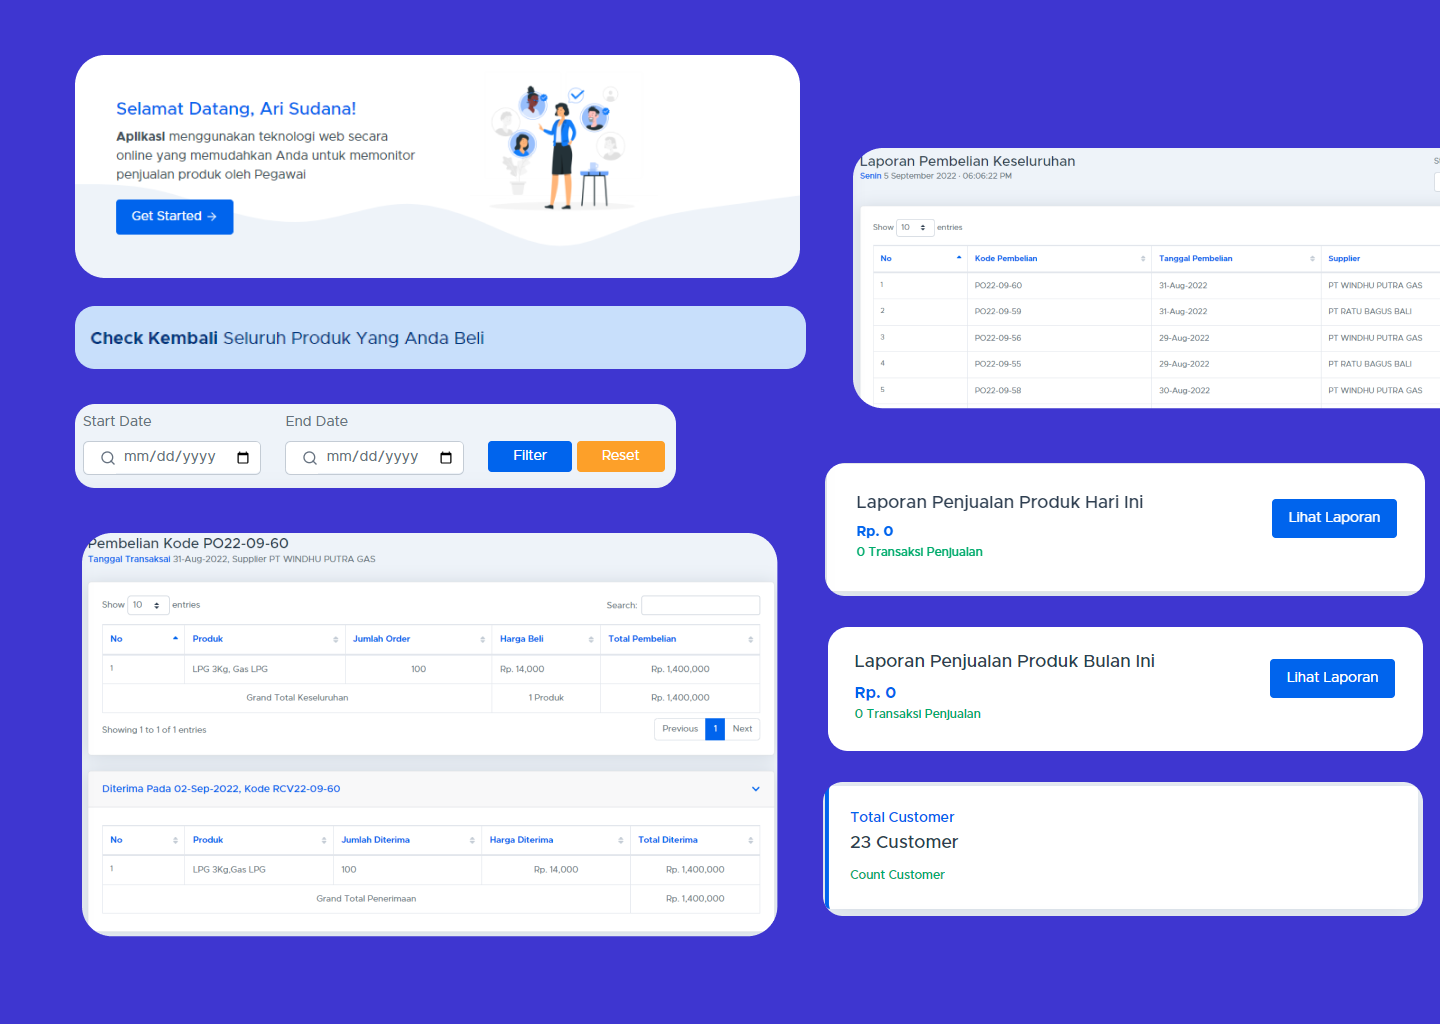 Selamat Datang, Ari Sudana!
Aplikasi menggunakan teknologi web secara
online yang memudahkan Anda untuk memonitor
penjualan produk oleh Pegawai
Get Started →
Check Kembali Seluruh Produk Yang Anda Beli
Start Date End Date
mm/dd/yyyy mm/dd/yyyy Filter Reset
Pembelian Kode PO22-09-60
Tanggal Transaksai 31-Aug-2022, Supplier PT WINDHU PUTRA GAS
Show 10 entries Search:
No Produk Jumlah Order Harga Beli Total Pembelian
1 LPG 3Kg, Gas LPG 100 Rp. 14,000 Rp. 1,400,000
Grand Total Keseluruhan 1 Produk Rp. 1,400,000
Showing 1 to 1 of 1 entries Previous 1 Next
Diterima Pada 02-Sep-2022, Kode RCV22-09-60
No Produk Jumlah Diterima Harga Diterima Total Diterima
1 LPG 3Kg,Gas LPG 100 Rp. 14,000 Rp. 1,400,000
Grand Total Penerimaan Rp. 1,400,000
Laporan Pembelian Keseluruhan
Senin 5 September 2022 · 06:06:22 PM
Show 10 entries
No Kode Pembelian Tanggal Pembelian Supplier
1 PO22-09-60 31-Aug-2022 PT WINDHU PUTRA GAS
2 PO22-09-59 31-Aug-2022 PT RATU BAGUS BALI
3 PO22-09-56 29-Aug-2022 PT WINDHU PUTRA GAS
4 PO22-09-55 29-Aug-2022 PT RATU BAGUS BALI
5 PO22-09-58 30-Aug-2022 PT WINDHU PUTRA GAS
Laporan Penjualan Produk Hari Ini
Rp. 0
0 Transaksi Penjualan
Lihat Laporan
Laporan Penjualan Produk Bulan Ini
Rp. 0
0 Transaksi Penjualan
Lihat Laporan
Total Customer
23 Customer
Count Customer